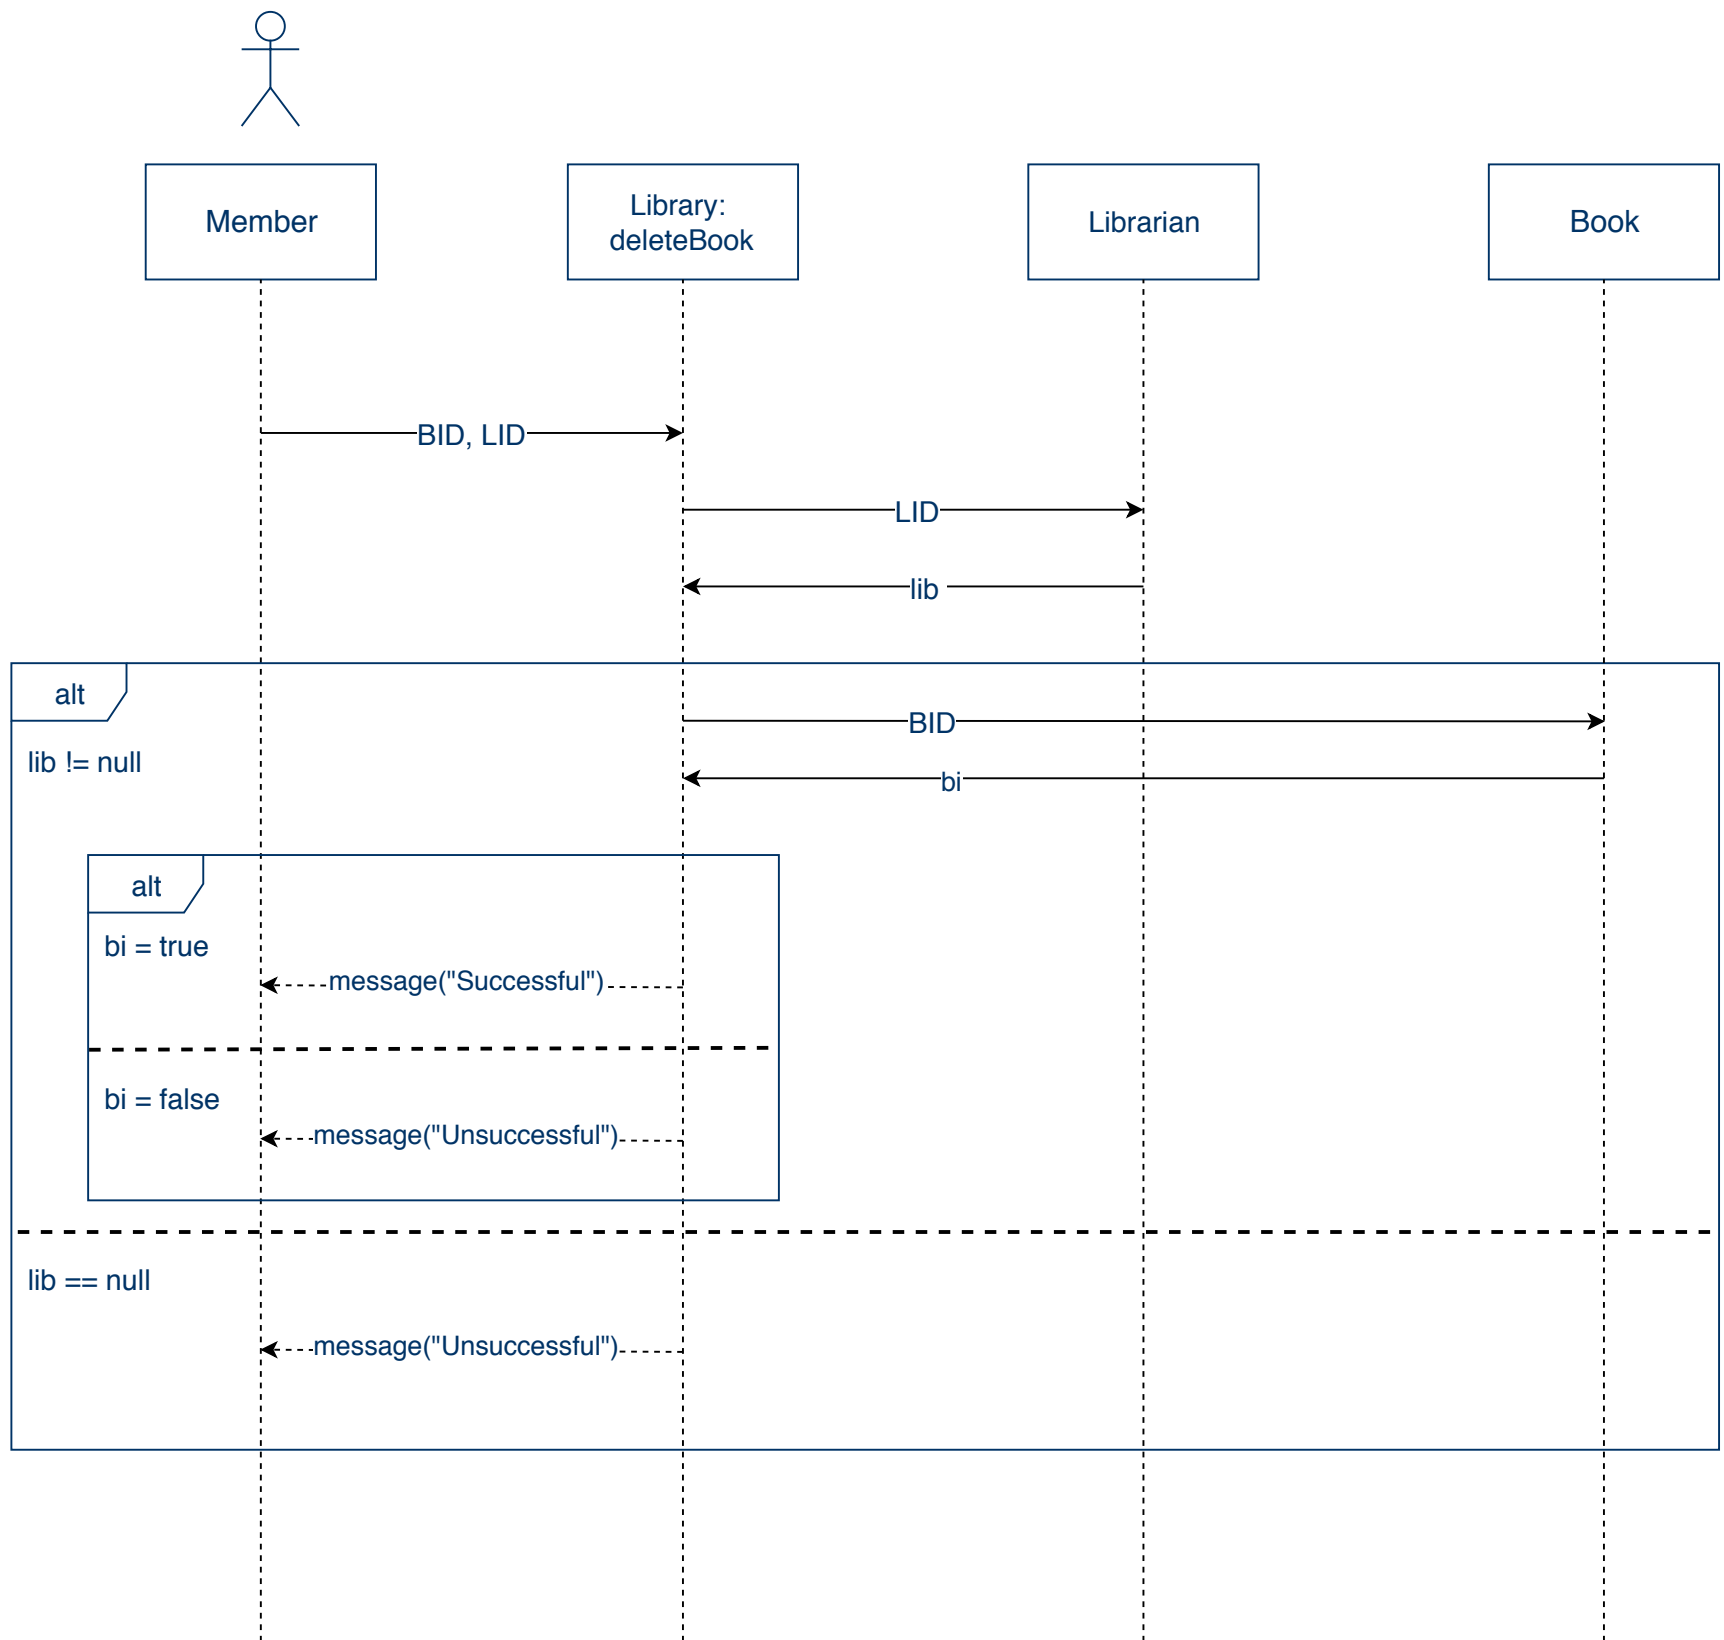 Member
Library:
deleteBook
Librarian
Book
BID, LID
LID
lib
alt
BID
lib != null
bi
alt
bi = true
message("Successful")
bi = false
message("Unsuccessful")
lib == null
message("Unsuccessful")